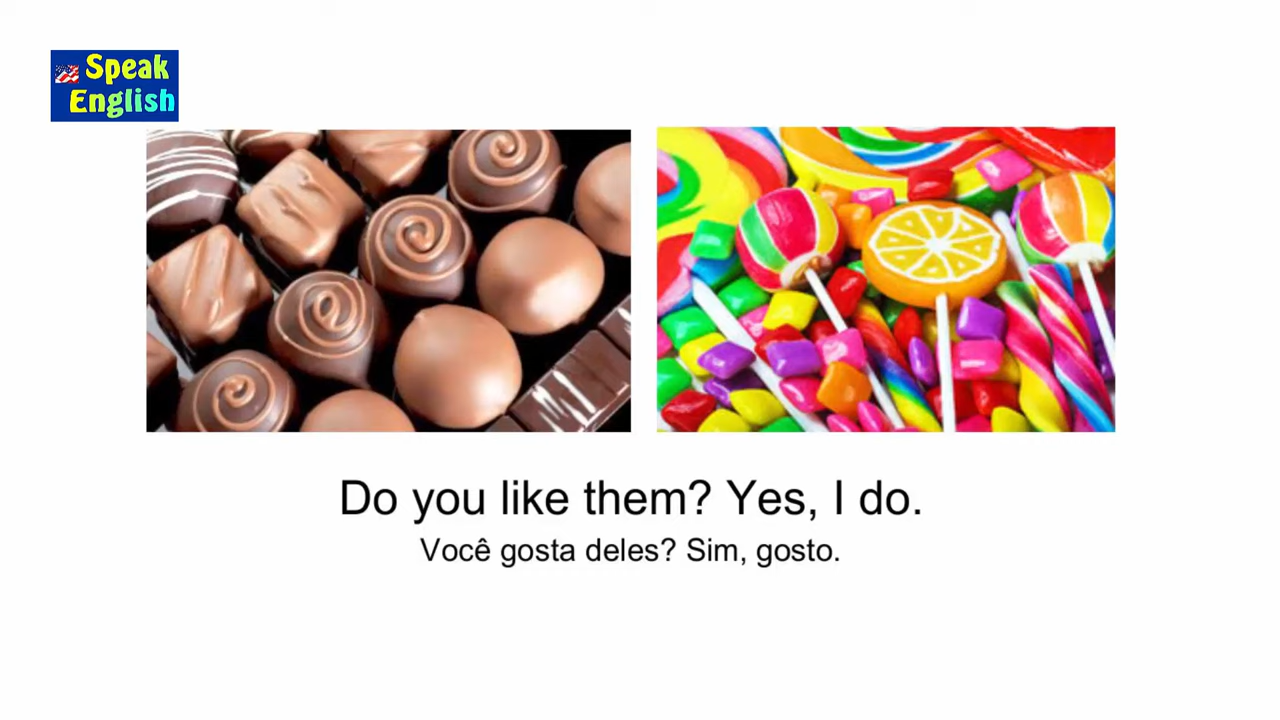 Speak
English
Do you like them? Yes, I do.
Você gosta deles? Sim, gosto.